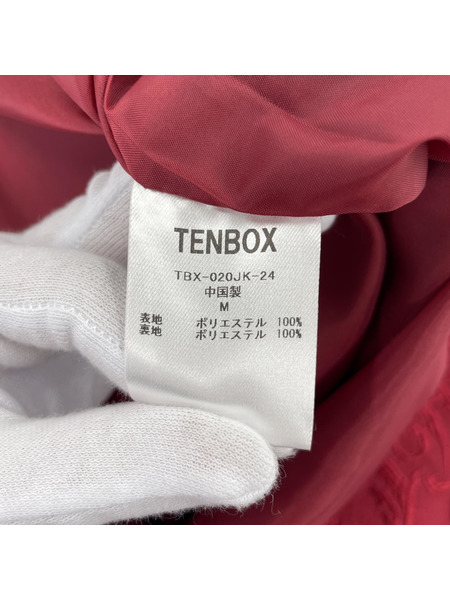 TENBOX
TBX-020JK-24
中国製
M
表地 ポリエステル 100%
裏地 ポリエステル 100%